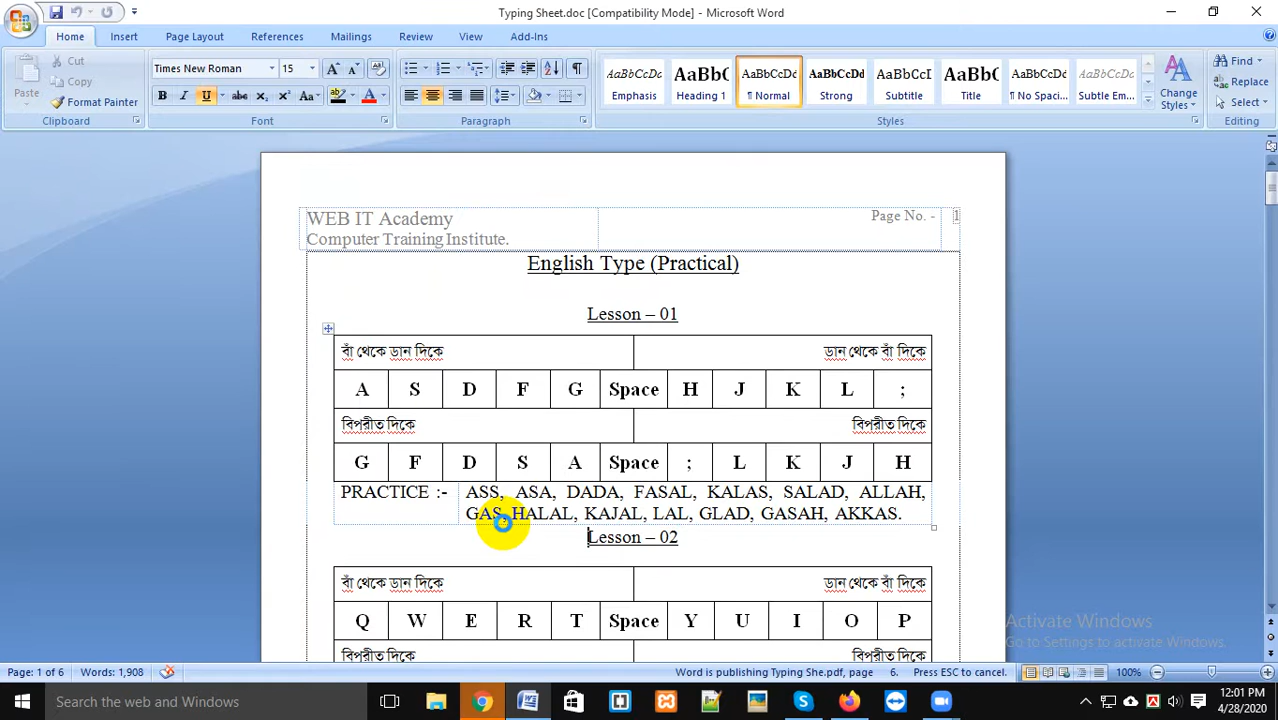 Typing Sheet.doc [Compatibility Mode] - Microsoft Word
Home Insert Page Layout References Mailings Review View Add-Ins
Paste
Cut
Copy
Format Painter
Clipboard
Times New Roman 15
Font
Paragraph
AaBbCcDc AaBbC AaBbCcDc AaBbCcDd AaBbCcI AaBbC AaBbCcDc AaBbCcDc
Emphasis Heading 1 ¶ Normal Strong Subtitle Title ¶ No Spaci... Subtle Em...
Change Styles
Styles
Find
Replace
Select
Editing
WEB IT Academy
Computer Training Institute.
Page No. - 1
English Type (Practical)
Lesson – 01
বাঁ থেকে ডান দিকে ডান থেকে বাঁ দিকে
A S D F G Space H J K L ;
বিপরীত দিকে বিপরীত দিকে
G F D S A Space ; L K J H
PRACTICE :- ASS, ASA, DADA, FASAL, KALAS, SALAD, ALLAH,
GAS, HALAL, KAJAL, LAL, GLAD, GASAH, AKKAS.
Lesson – 02
বাঁ থেকে ডান দিকে ডান থেকে বাঁ দিকে
Q W E R T Space Y U I O P
বিপরীত দিকে বিপরীত দিকে
Activate Windows
Go to Settings to activate Windows.
Page: 1 of 6 Words: 1,908 Word is publishing Typing She.pdf, page 6. Press ESC to cancel. 100%
Search the web and Windows
12:01 PM
4/28/2020